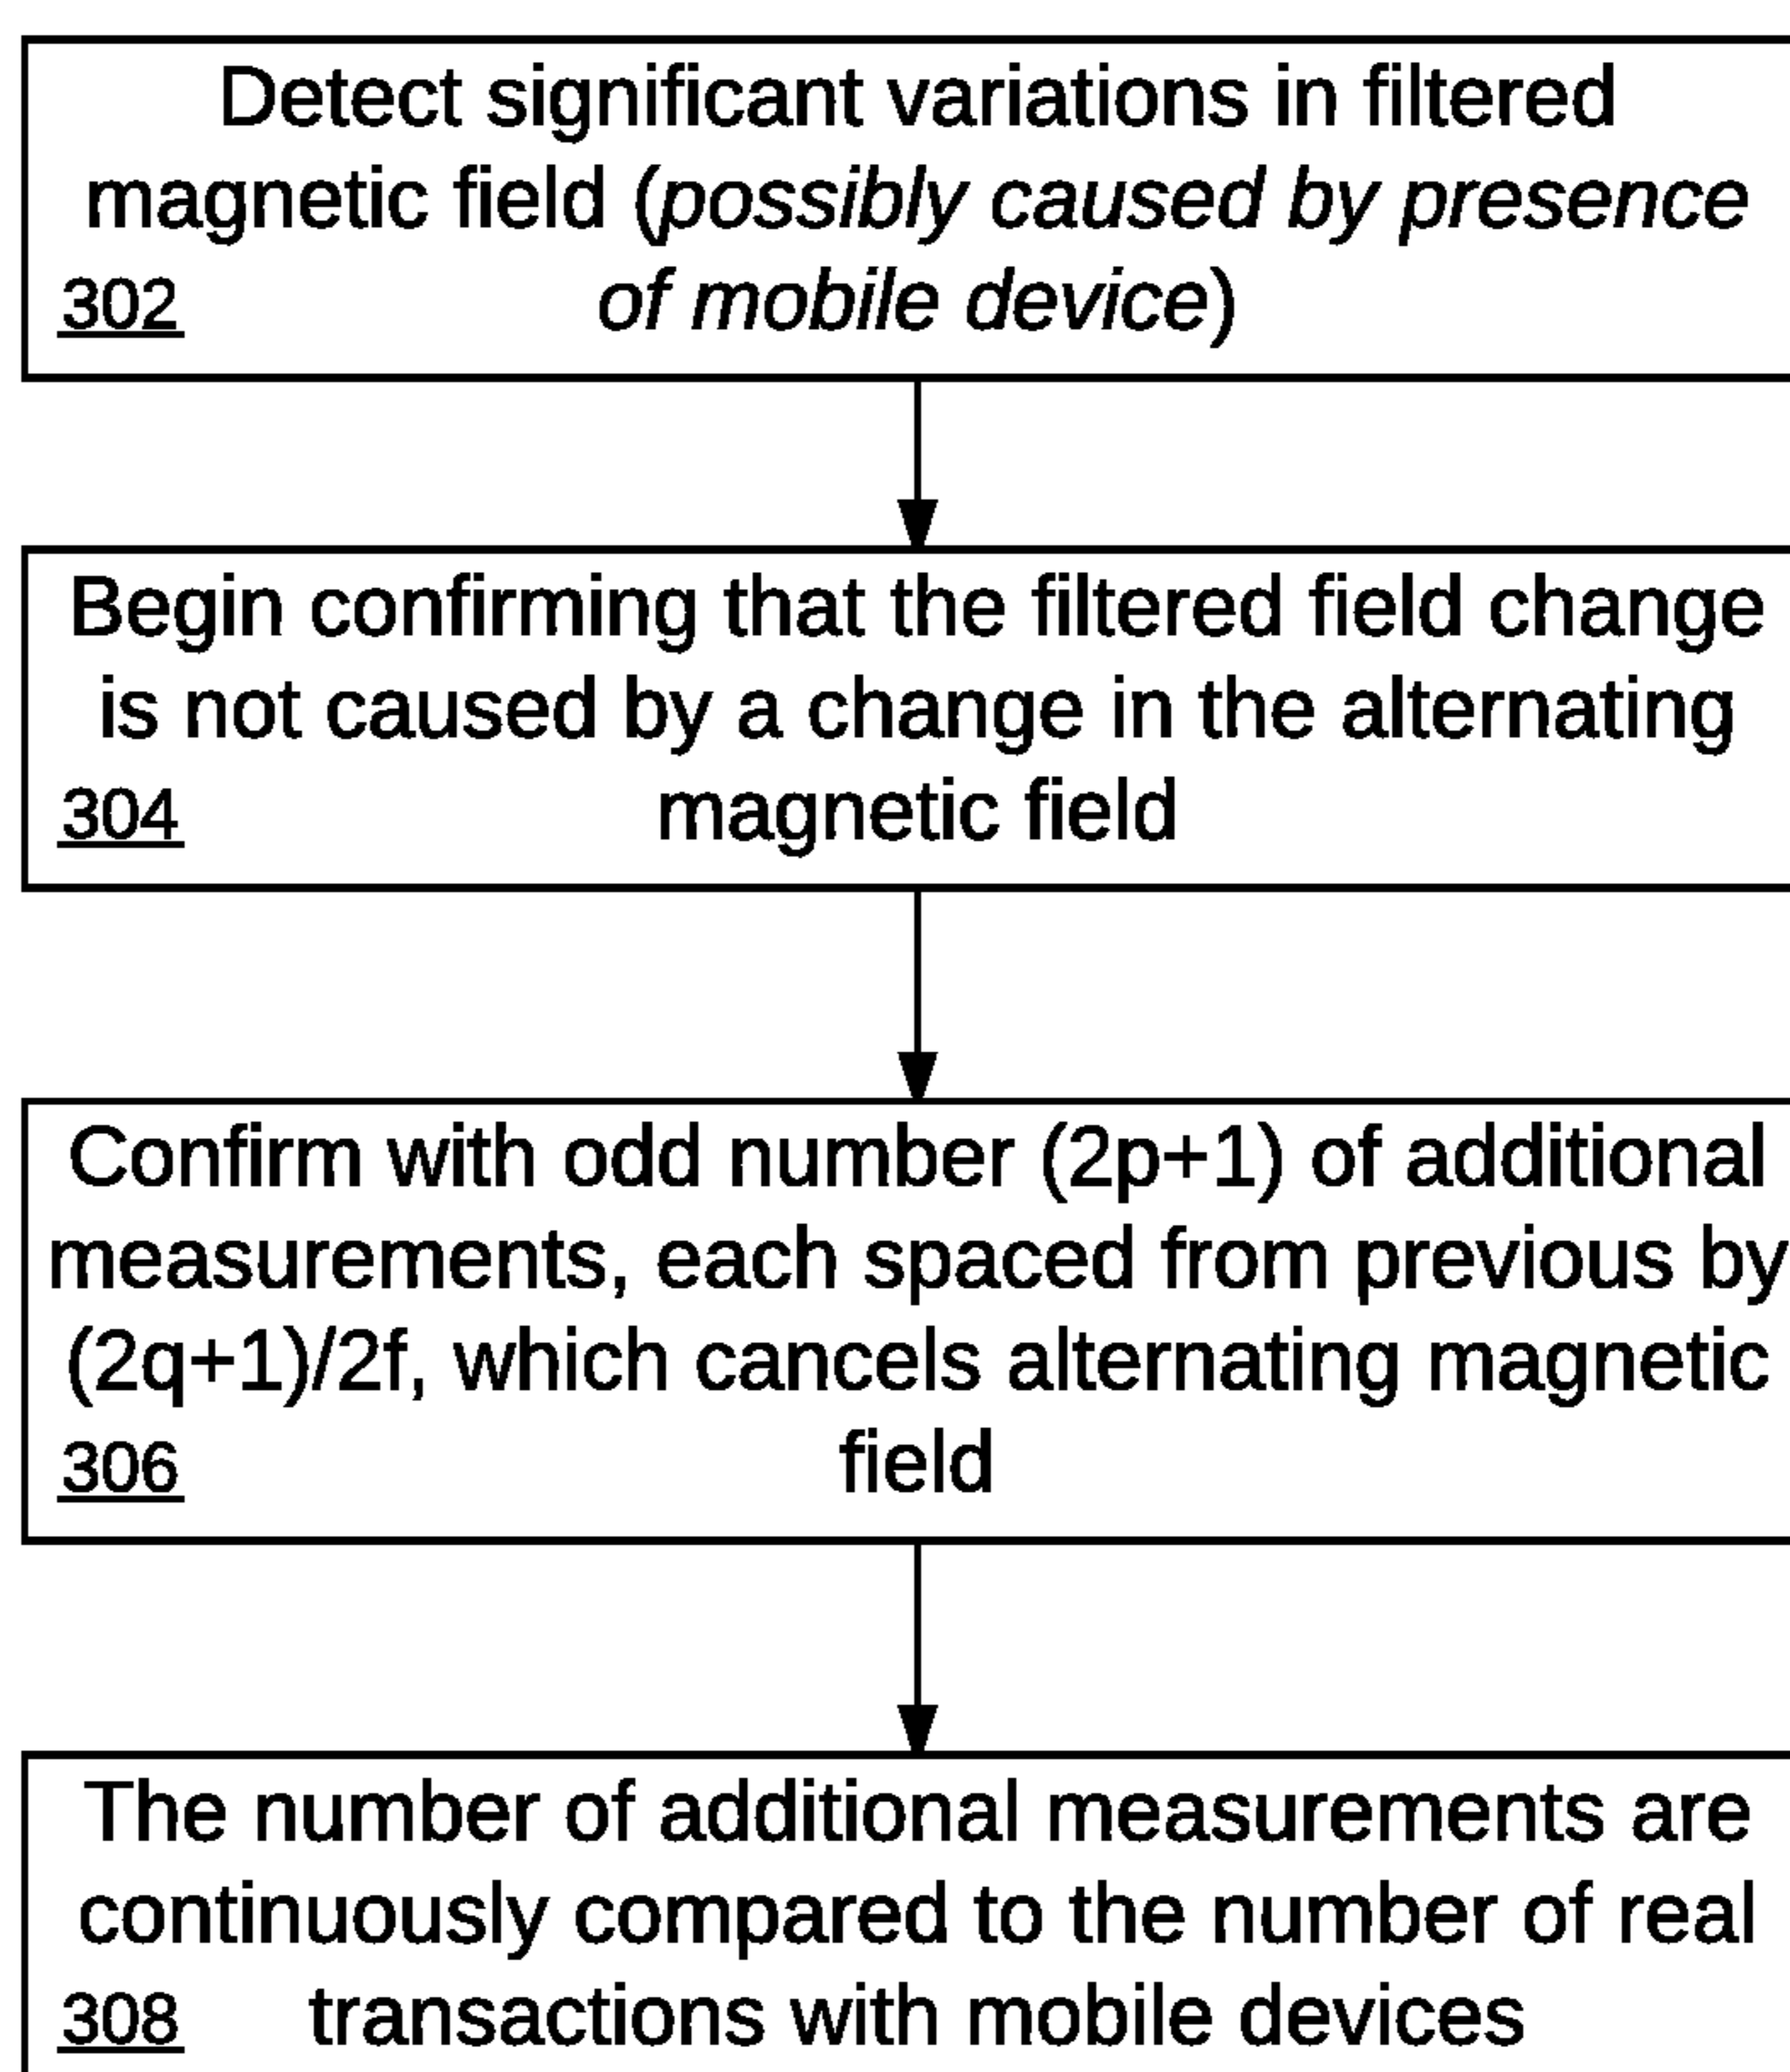 Detect significant variations in filtered
magnetic field (possibly caused by presence
302 of mobile device)
Begin confirming that the filtered field change
is not caused by a change in the alternating
304 magnetic field
Confirm with odd number (2p+1) of additional
measurements, each spaced from previous by
(2q+1)/2f, which cancels alternating magnetic
306 field
The number of additional measurements are
continuously compared to the number of real
308 transactions with mobile devices